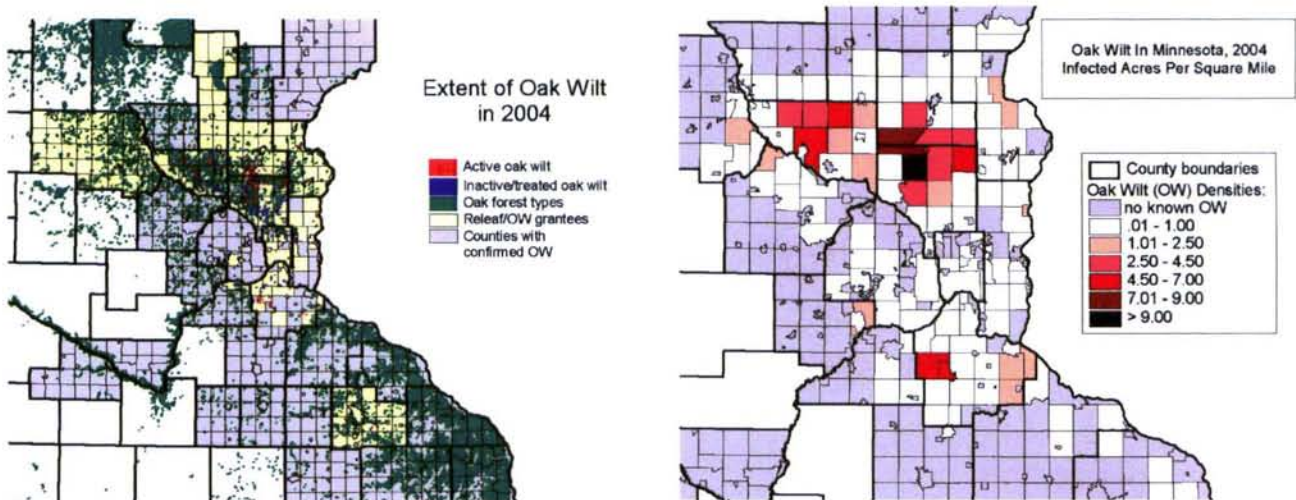 Extent of Oak Wilt
in 2004
Active oak wilt
Inactive/treated oak wilt
Oak forest types
Releaf/OW grantees
Counties with
confirmed OW
Oak Wilt In Minnesota, 2004
Infected Acres Per Square Mile
County boundaries
Oak Wilt (OW) Densities:
no known OW
.01 - 1.00
1.01 - 2.50
2.50 - 4.50
4.50 - 7.00
7.01 - 9.00
> 9.00